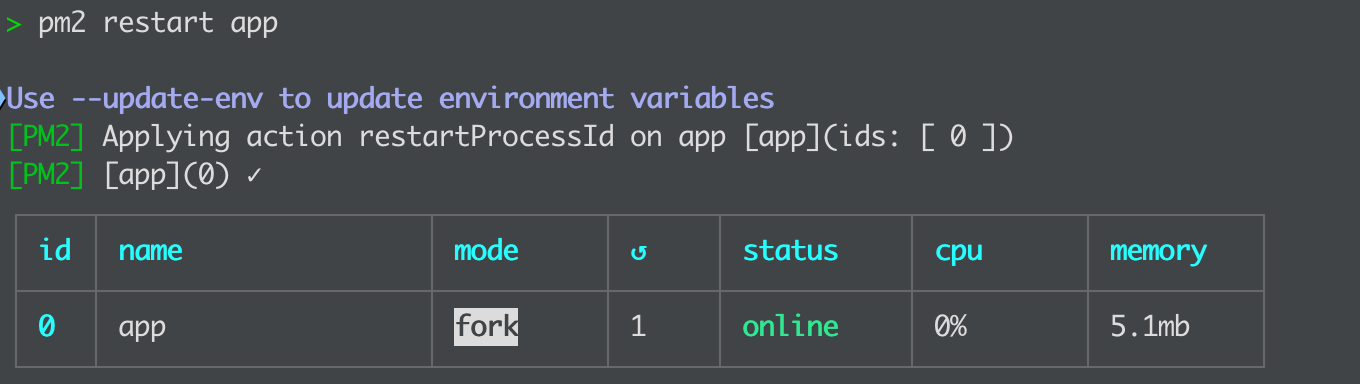 > pm2 restart app
Use --update-env to update environment variables
[PM2] Applying action restartProcessId on app [app](ids: [ 0 ])
[PM2] [app](0) ✓
id name mode ↺ status cpu memory
0 app fork 1 online 0% 5.1mb